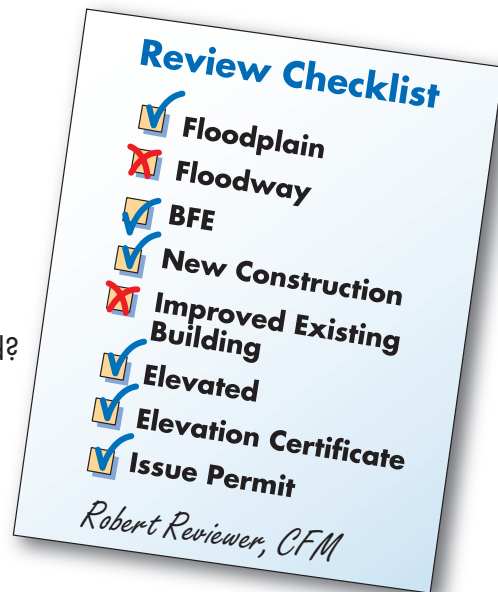 Review Checklist
Floodplain
Floodway
BFE
New Construction
Improved Existing
Building
Elevated
Elevation Certificate
Issue Permit
Robert Reviewer, CFM